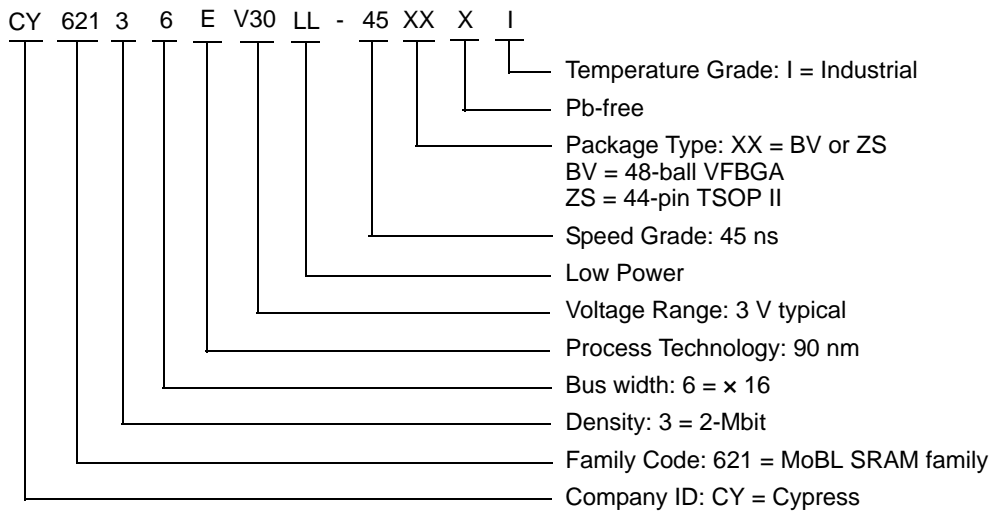 CY 621 3 6 E V30 LL - 45 XX X I
Temperature Grade: I = Industrial
Pb-free
Package Type: XX = BV or ZS
BV = 48-ball VFBGA
ZS = 44-pin TSOP II
Speed Grade: 45 ns
Low Power
Voltage Range: 3 V typical
Process Technology: 90 nm
Bus width: 6 = × 16
Density: 3 = 2-Mbit
Family Code: 621 = MoBL SRAM family
Company ID: CY = Cypress